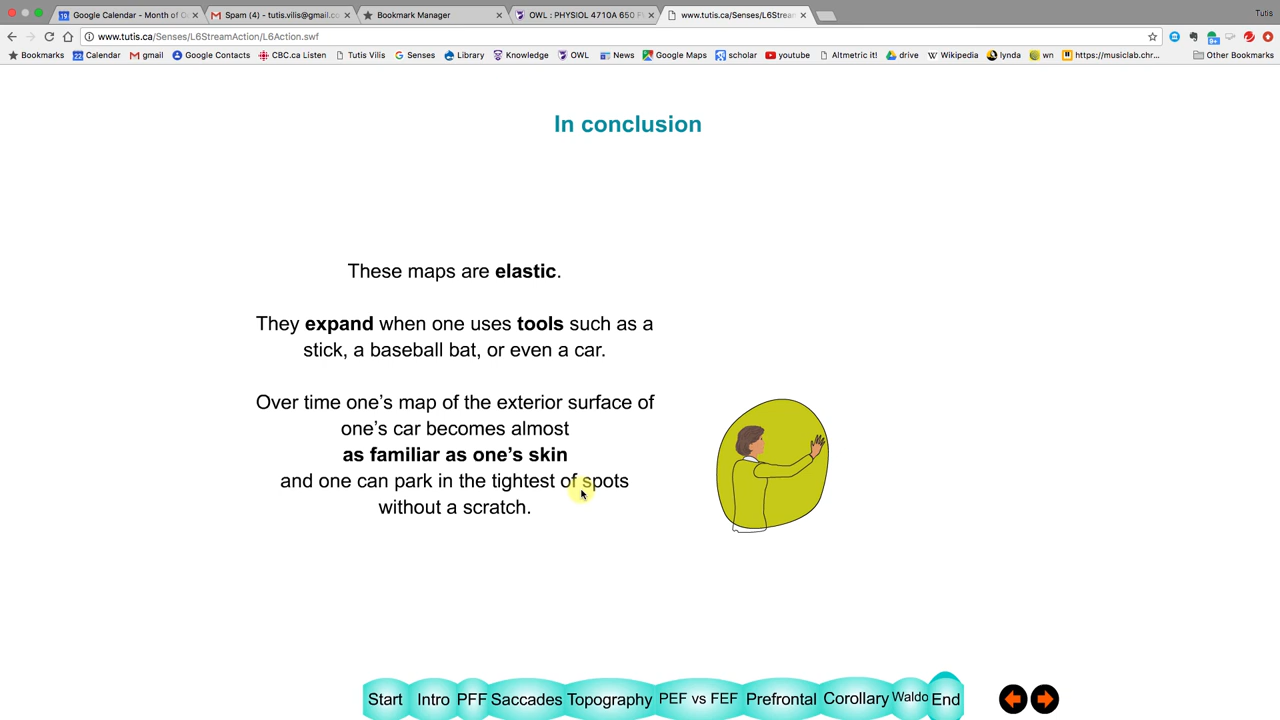 Google Calendar - Month of O
Spam (4) - tutis.vilis@gmail.co
Bookmark Manager
OWL : PHYSIOL 4710A 650 F
www.tutis.ca/Senses/L6Stream
Tutis
www.tutis.ca/Senses/L6StreamAction/L6Action.swf
Bookmarks Calendar gmail Google Contacts CBC.ca Listen Tutis Vilis Senses Library Knowledge OWL News Google Maps scholar youtube Altmetric it! drive Wikipedia lynda wn https://musiclab.chr... Other Bookmarks
In conclusion
These maps are elastic.
They expand when one uses tools such as a
stick, a baseball bat, or even a car.
Over time one's map of the exterior surface of
one's car becomes almost
as familiar as one's skin
and one can park in the tightest of spots
without a scratch.
Start Intro PFF Saccades Topography PEF vs FEF Prefrontal Corollary Waldo End